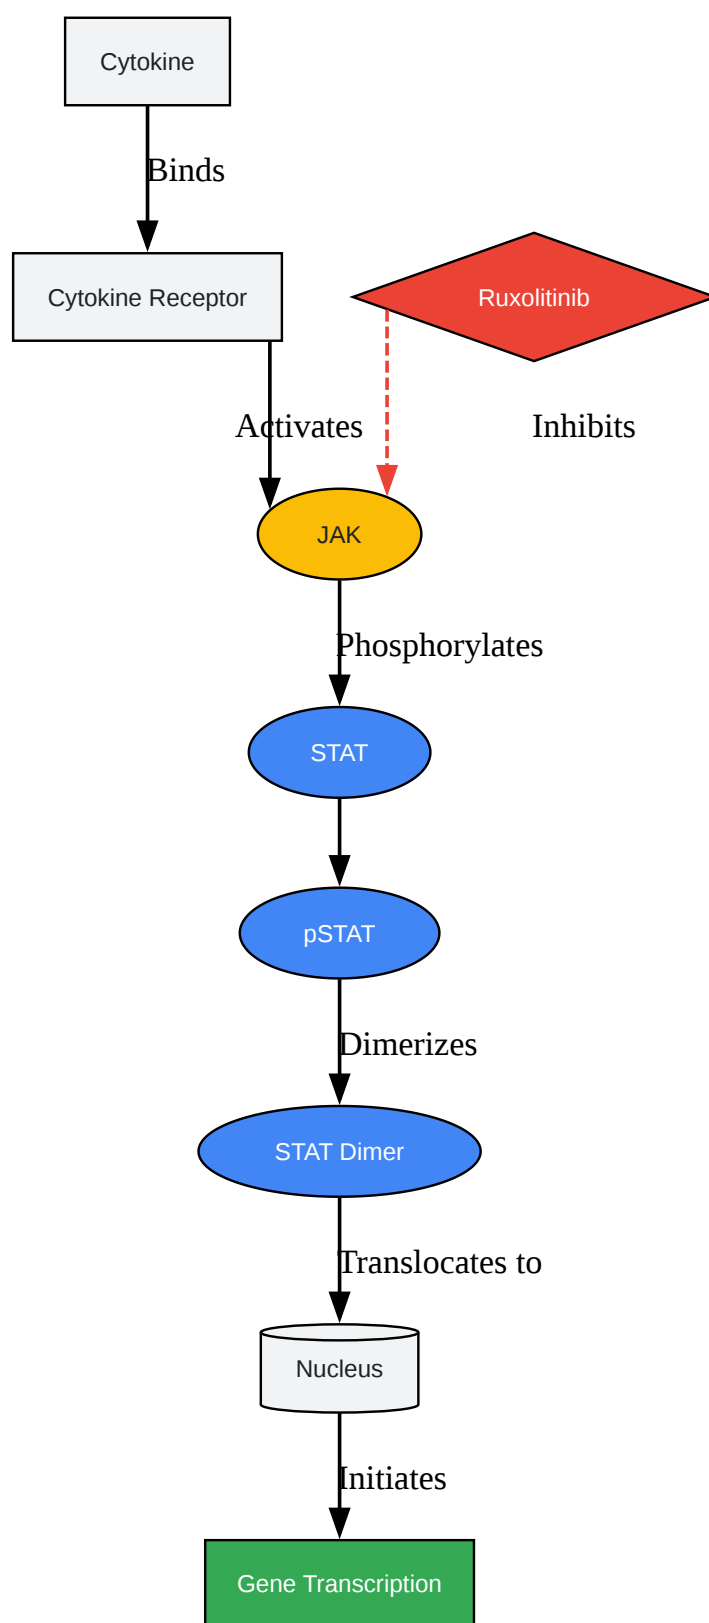 Cytokine
Binds
Cytokine Receptor
Ruxolitinib
Activates
Inhibits
JAK
Phosphorylates
STAT
pSTAT
Dimerizes
STAT Dimer
Translocates to
Nucleus
Initiates
Gene Transcription